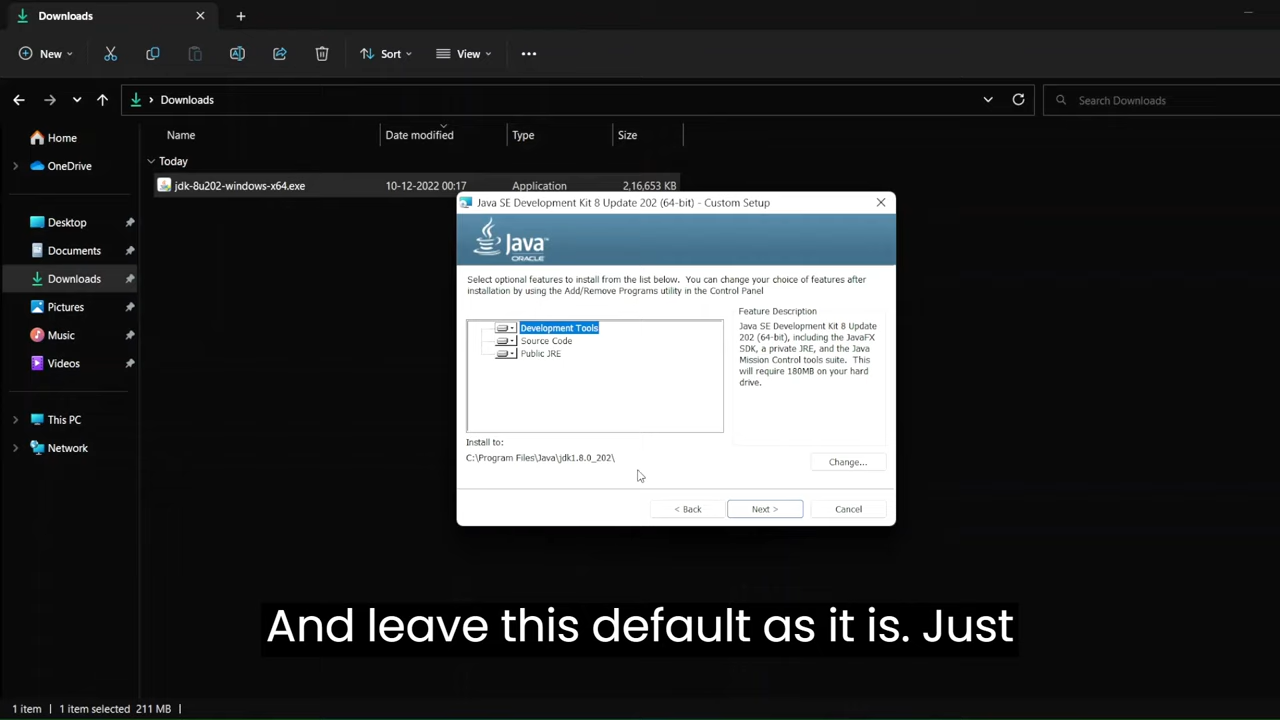 Downloads
New
Sort
View
Downloads
Search Downloads
Name
Date modified
Type
Size
Home
OneDrive
Desktop
Documents
Downloads
Pictures
Music
Videos
This PC
Network
Today
jdk-8u202-windows-x64.exe
10-12-2022 00:17
Application
2,16,653 KB
Java SE Development Kit 8 Update 202 (64-bit) - Custom Setup
Java
ORACLE
Select optional features to install from the list below. You can change your choice of features after
installation by using the Add/Remove Programs utility in the Control Panel
Development Tools
Source Code
Public JRE
Feature Description
Java SE Development Kit 8 Update
202 (64-bit), including the JavaFX
SDK, a private JRE, and the Java
Mission Control tools suite. This
will require 180MB on your hard
drive.
Install to:
C:\Program Files\Java\jdk1.8.0_202\
Change...
< Back
Next >
Cancel
And leave this default as it is. Just
1 item
1 item selected 211 MB